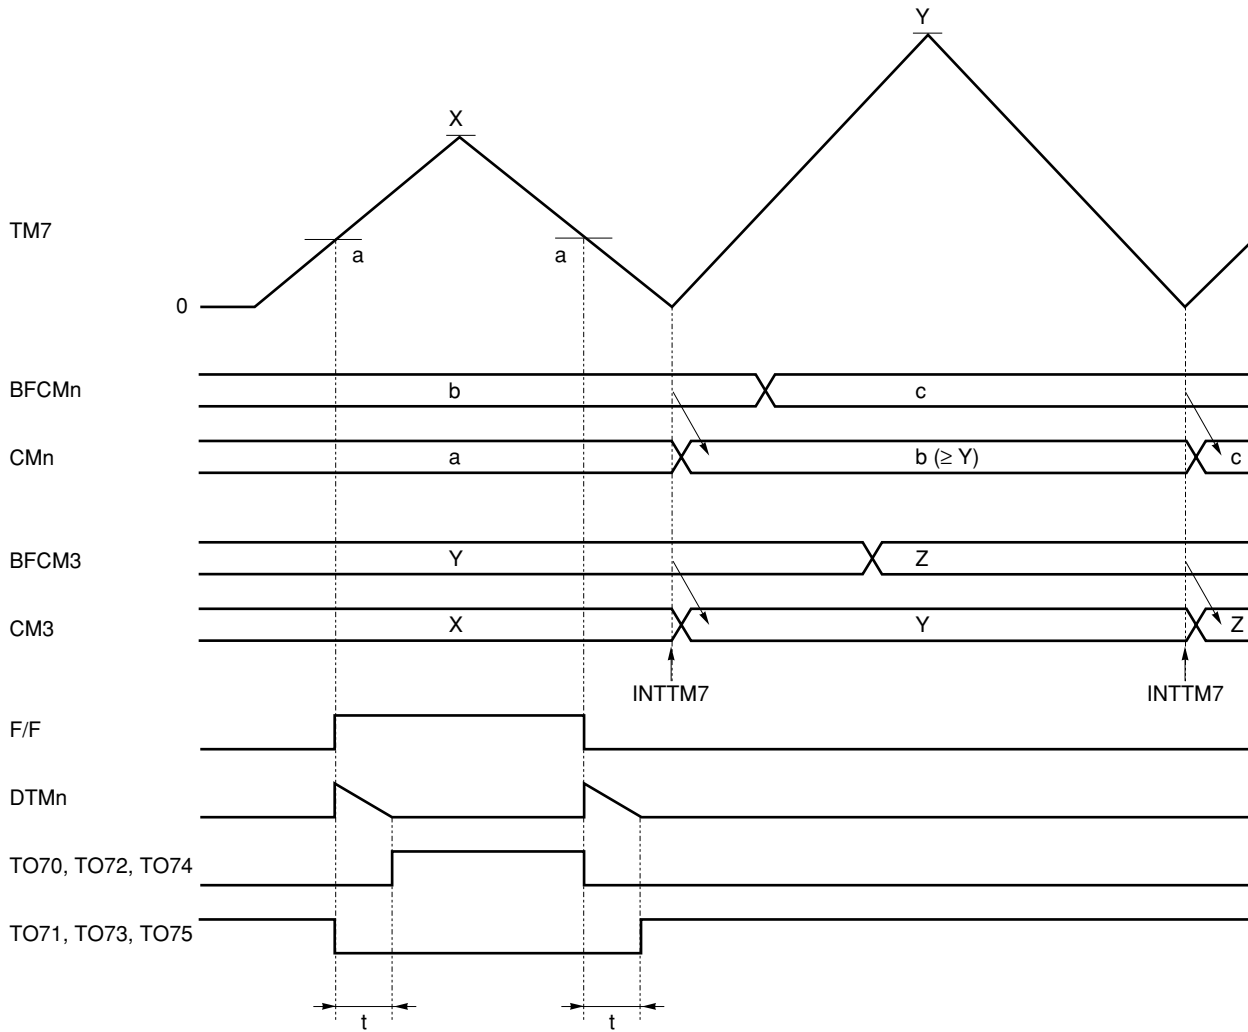 Y
X
TM7
a
a
0
BFCMn
b
c
CMn
a
b (≥ Y)
c
BFCM3
Y
Z
CM3
X
Y
Z
INTTM7
INTTM7
F/F
DTMn
TO70, TO72, TO74
TO71, TO73, TO75
t
t